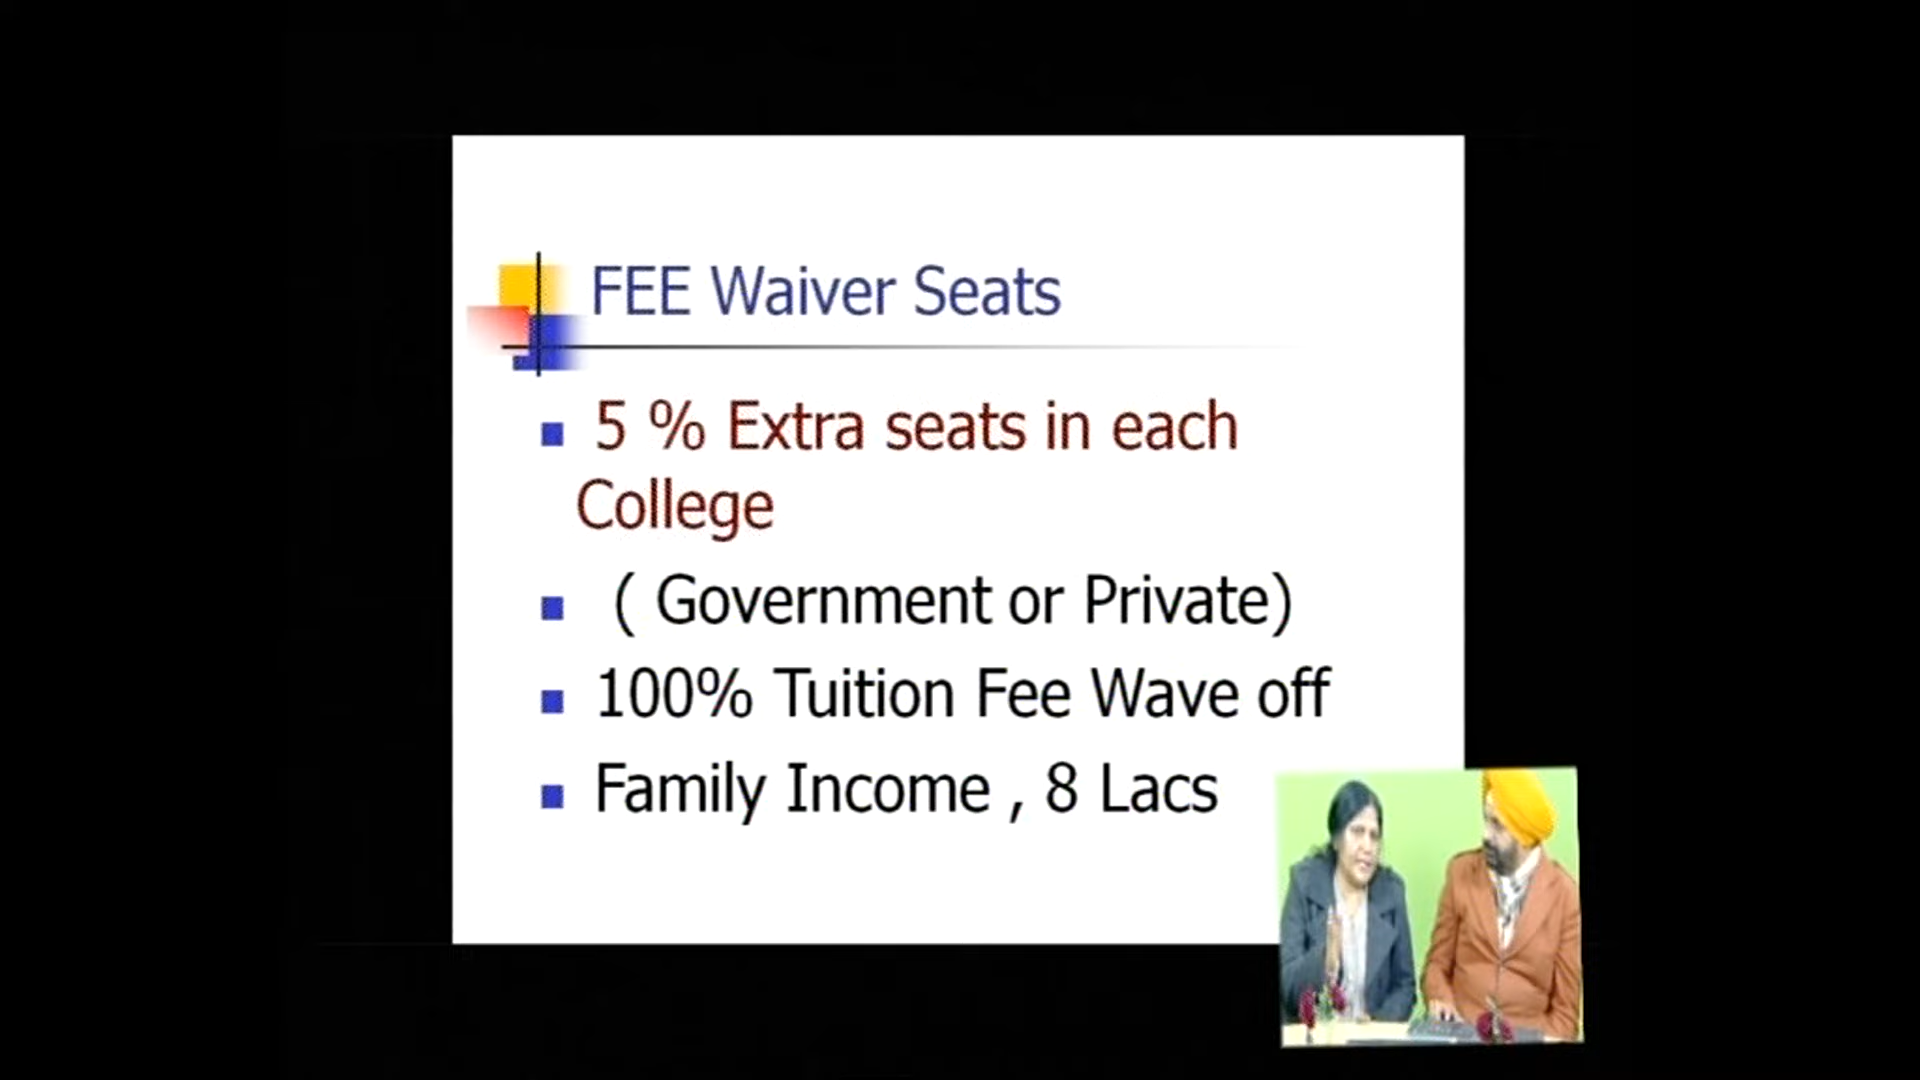 FEE Waiver Seats
5 % Extra seats in each
College
( Government or Private)
100% Tuition Fee Wave off
Family Income , 8 Lacs